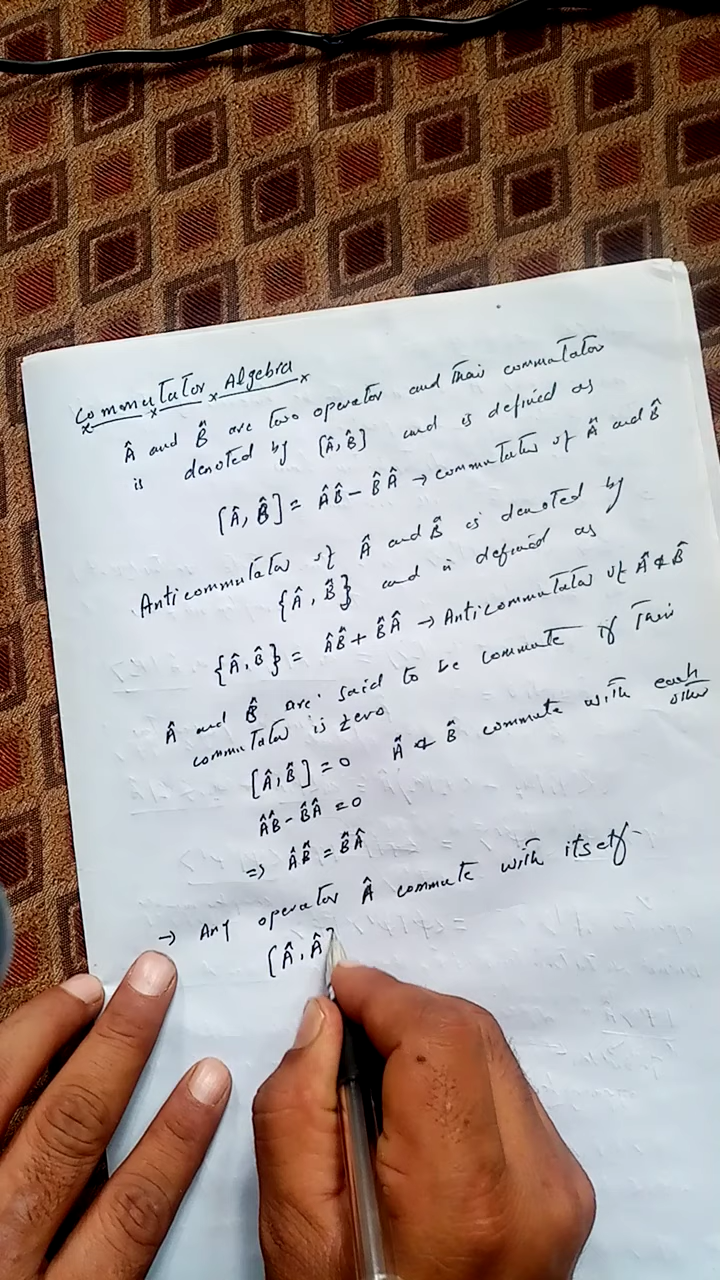 Commutator Algebra
Â and B̂ are two operator and their commutator
is denoted by [Â, B̂] and is defined as
[Â, B̂] = ÂB̂ - B̂Â → commutator of Â and B̂
Anticommutator of Â and B̂ is denoted by
{Â, B̂} and is defined as
{Â, B̂} = ÂB̂ + B̂Â → Anticommutator of Â & B̂
Â and B̂ are said to be commute if their
commutator is zero
[Â, B̂] = 0 Â & B̂ commute with each other
ÂB̂ - B̂Â = 0
=> ÂB̂ = B̂Â
→ Any operator Â commute with itself
[Â, Â]